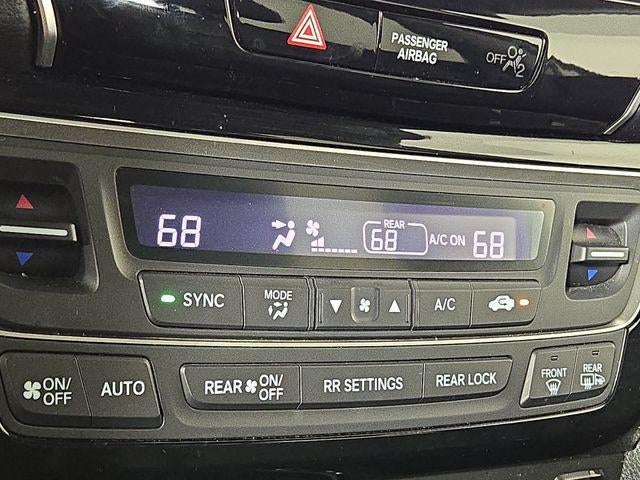 PASSENGER
AIRBAG
OFF 2
68
REAR
68
A/C ON
68
SYNC
MODE
A/C
ON/
OFF
AUTO
REAR ON/
OFF
RR SETTINGS
REAR LOCK
FRONT
REAR